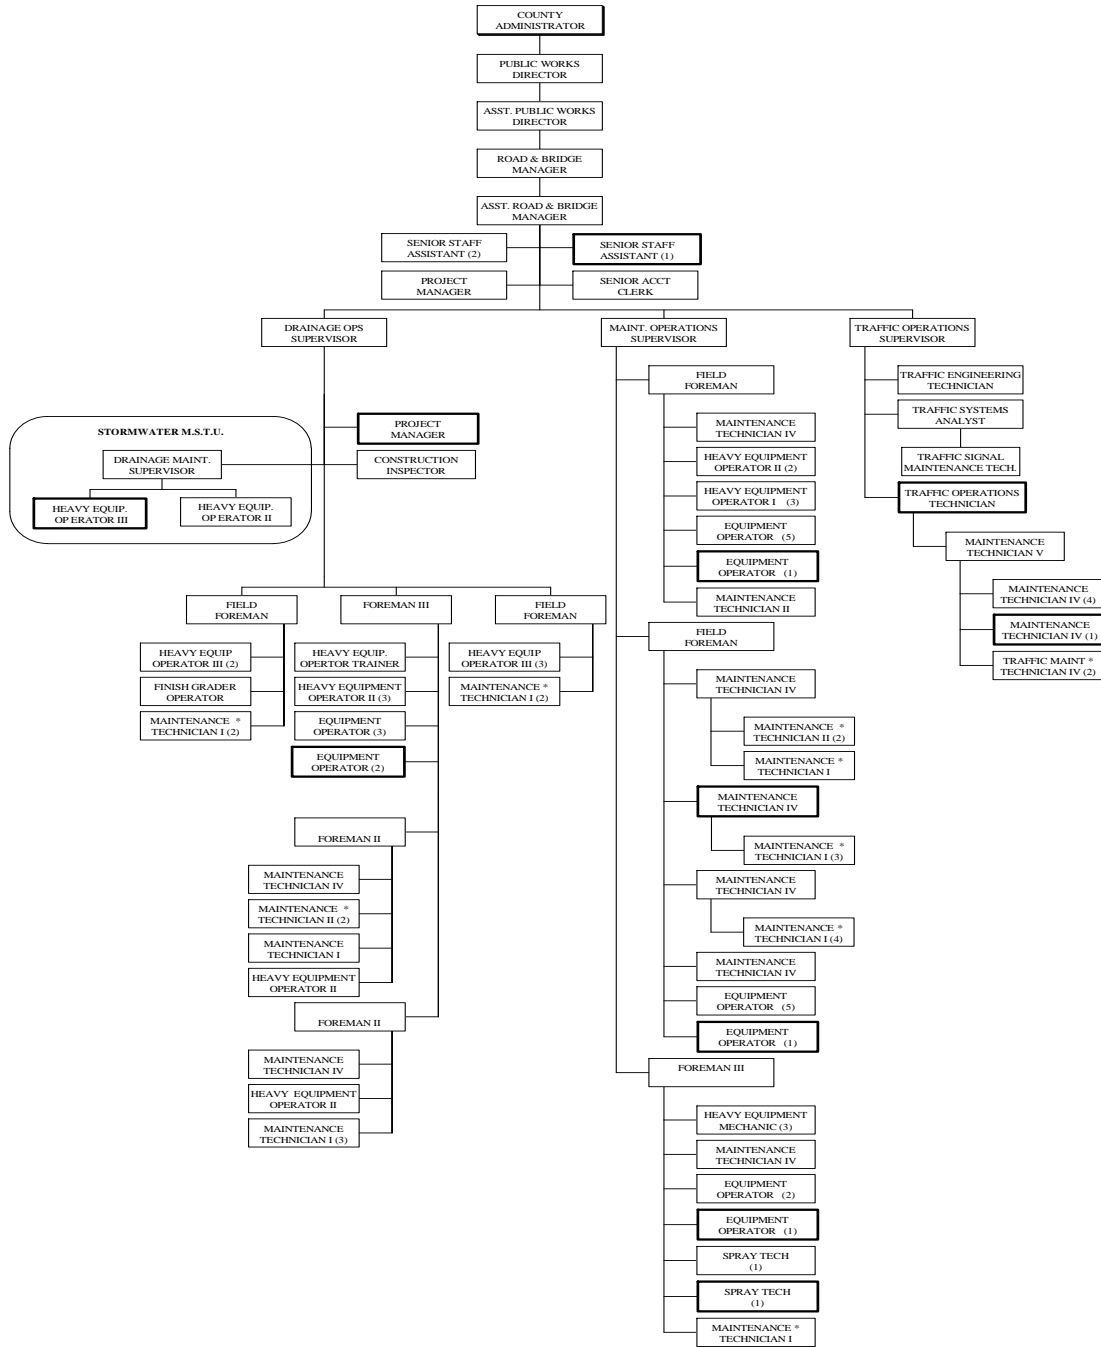 COUNTY
ADMINISTRATOR
PUBLIC WORKS
DIRECTOR
ASST. PUBLIC WORKS
DIRECTOR
ROAD & BRIDGE
MANAGER
ASST. ROAD & BRIDGE
MANAGER
SENIOR STAFF
ASSISTANT (2)
SENIOR STAFF
ASSISTANT (1)
PROJECT
MANAGER
SENIOR ACCT
CLERK
DRAINAGE OPS
SUPERVISOR
MAINT. OPERATIONS
SUPERVISOR
TRAFFIC OPERATIONS
SUPERVISOR
PROJECT
MANAGER
CONSTRUCTION
INSPECTOR
STORMWATER M.S.T.U.
DRAINAGE MAINT.
SUPERVISOR
HEAVY EQUIP.
OP ERATOR III
HEAVY EQUIP.
OP ERATOR II
FIELD
FOREMAN
HEAVY EQUIP
OPERATOR III (2)
FINISH GRADER
OPERATOR
MAINTENANCE *
TECHNICIAN I (2)
FOREMAN III
HEAVY EQUIP.
OPERTOR TRAINER
HEAVY EQUIPMENT
OPERATOR II (3)
EQUIPMENT
OPERATOR (3)
EQUIPMENT
OPERATOR (2)
FOREMAN II
MAINTENANCE
TECHNICIAN IV
MAINTENANCE *
TECHNICIAN II (2)
MAINTENANCE
TECHNICIAN I
HEAVY EQUIPMENT
OPERATOR II
FOREMAN II
MAINTENANCE
TECHNICIAN IV
HEAVY EQUIPMENT
OPERATOR II
MAINTENANCE
TECHNICIAN I (3)
FIELD
FOREMAN
HEAVY EQUIP
OPERATOR III (3)
MAINTENANCE *
TECHNICIAN I (2)
FIELD
FOREMAN
MAINTENANCE
TECHNICIAN IV
HEAVY EQUIPMENT
OPERATOR II (2)
HEAVY EQUIPMENT
OPERATOR I (3)
EQUIPMENT
OPERATOR (5)
EQUIPMENT
OPERATOR (1)
MAINTENANCE
TECHNICIAN II
FIELD
FOREMAN
MAINTENANCE
TECHNICIAN IV
MAINTENANCE *
TECHNICIAN II (2)
MAINTENANCE *
TECHNICIAN I
MAINTENANCE
TECHNICIAN IV
MAINTENANCE *
TECHNICIAN I (3)
MAINTENANCE
TECHNICIAN IV
MAINTENANCE *
TECHNICIAN I (4)
MAINTENANCE
TECHNICIAN IV
EQUIPMENT
OPERATOR (5)
EQUIPMENT
OPERATOR (1)
FOREMAN III
HEAVY EQUIPMENT
MECHANIC (3)
MAINTENANCE
TECHNICIAN IV
EQUIPMENT
OPERATOR (2)
EQUIPMENT
OPERATOR (1)
SPRAY TECH
(1)
SPRAY TECH
(1)
MAINTENANCE *
TECHNICIAN I
TRAFFIC ENGINEERING
TECHNICIAN
TRAFFIC SYSTEMS
ANALYST
TRAFFIC SIGNAL
MAINTENANCE TECH.
TRAFFIC OPERATIONS
TECHNICIAN
MAINTENANCE
TECHNICIAN V
MAINTENANCE
TECHNICIAN IV (4)
MAINTENANCE
TECHNICIAN IV (1)
TRAFFIC MAINT *
TECHNICIAN IV (2)